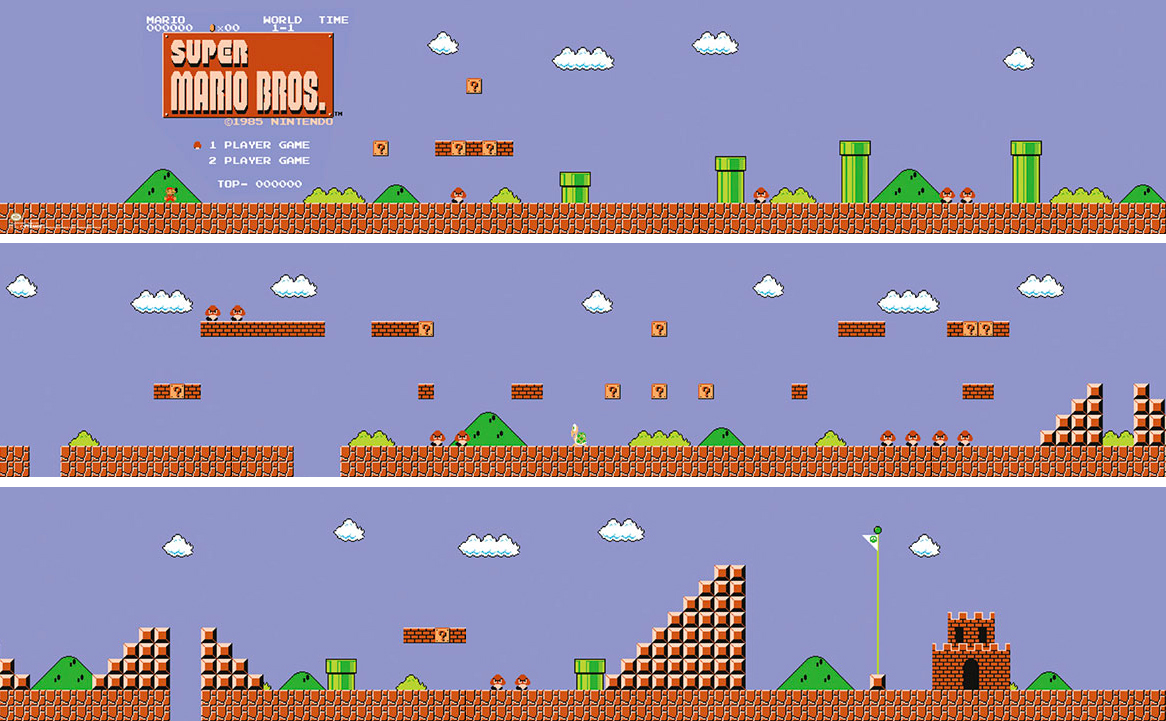 MARIO WORLD TIME
000000 x00 1-1
SUPER
MARIO BROS.
TM
©1985 NINTENDO
1 PLAYER GAME
2 PLAYER GAME
TOP- 000000
?
? ? ?
? ? ? ?
? ? ? ?
?